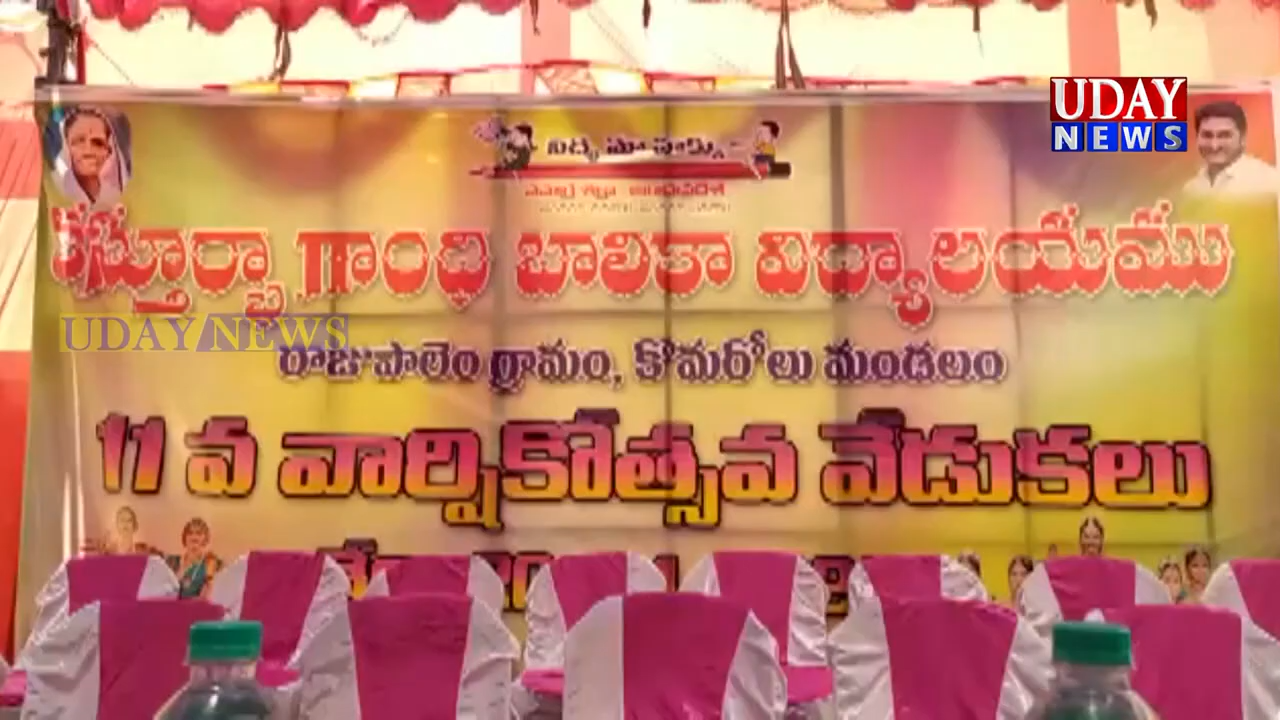 UDAY
NEWS
కస్తూర్బా గాంధి బాలికా విద్యాలయము
UDAY NEWS
రాజుపాలెం గ్రామం, కొమరోలు మండలం
11 వ వార్షికోత్సవ వేడుకలు